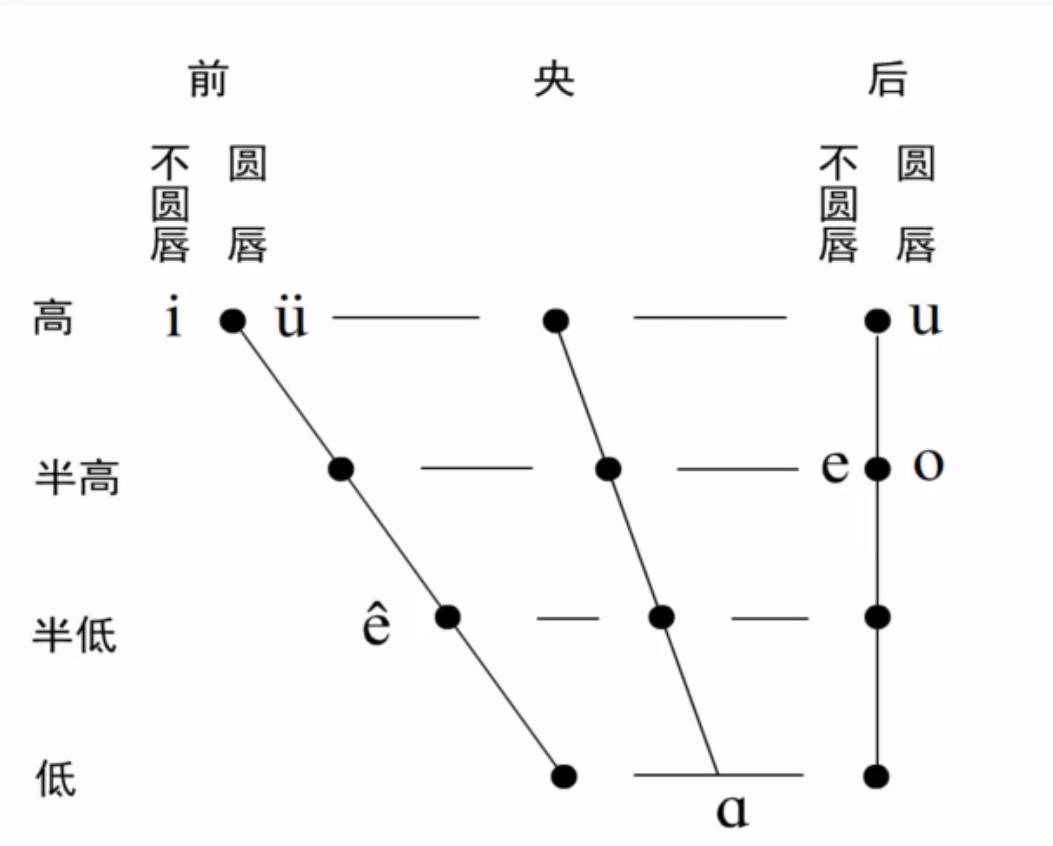 前 央 后
不圆唇 圆唇 不圆唇 圆唇
高 i ü u
半高 e o
半低 ê
低
ɑ